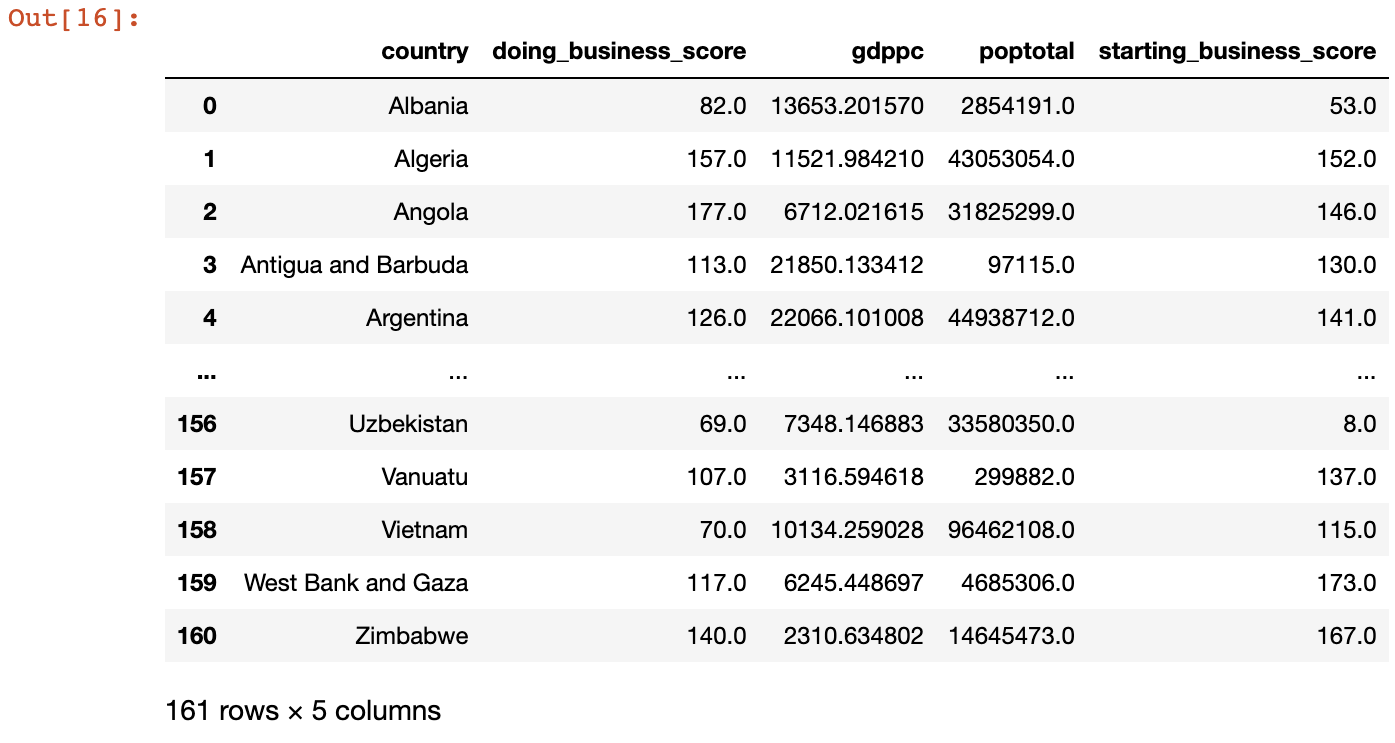 Out[16]:
country doing_business_score gdppc poptotal starting_business_score
0 Albania 82.0 13653.201570 2854191.0 53.0
1 Algeria 157.0 11521.984210 43053054.0 152.0
2 Angola 177.0 6712.021615 31825299.0 146.0
3 Antigua and Barbuda 113.0 21850.133412 97115.0 130.0
4 Argentina 126.0 22066.101008 44938712.0 141.0
... ... ... ... ... ...
156 Uzbekistan 69.0 7348.146883 33580350.0 8.0
157 Vanuatu 107.0 3116.594618 299882.0 137.0
158 Vietnam 70.0 10134.259028 96462108.0 115.0
159 West Bank and Gaza 117.0 6245.448697 4685306.0 173.0
160 Zimbabwe 140.0 2310.634802 14645473.0 167.0
161 rows × 5 columns